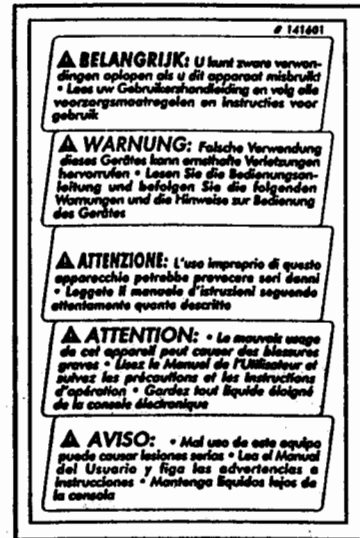 # 141601
⚠ BELANGRIJK: U kunt zware verwon-
dingen oplopen als u dit apparaat misbruikt
• Lees uw Gebruikershandleiding en volg alle
voorzorgsmaatregelen en instructies voor
gebruik
⚠ WARNUNG: Falsche Verwendung
dieses Gerätes kann ernsthafte Verletzungen
hervorrufen • Lesen Sie die Bedienungsan-
leitung und befolgen Sie die folgenden
Warnungen und die Hinweise zur Bedienung
des Gerätes
⚠ ATTENZIONE: L'uso improprio di questo
apparecchio potrebbe provocare seri danni
• Leggete il manuale d'istruzioni seguendo
attentamente quanto descritto
⚠ ATTENTION: • Le mauvais usage
de cet appareil peut causer des blessures
graves • Lisez le Manuel de l'Utilisateur et
suivez les précautions et les instructions
d'opération • Gardez tout liquide éloigné
de la console électronique
⚠ AVISO: • Mal uso de este equipo
puede causar lesiones serias • Lea el Manual
del Usuario y figa las advertencias e
instrucciones • Mantenga líquidos lejos de
la consola